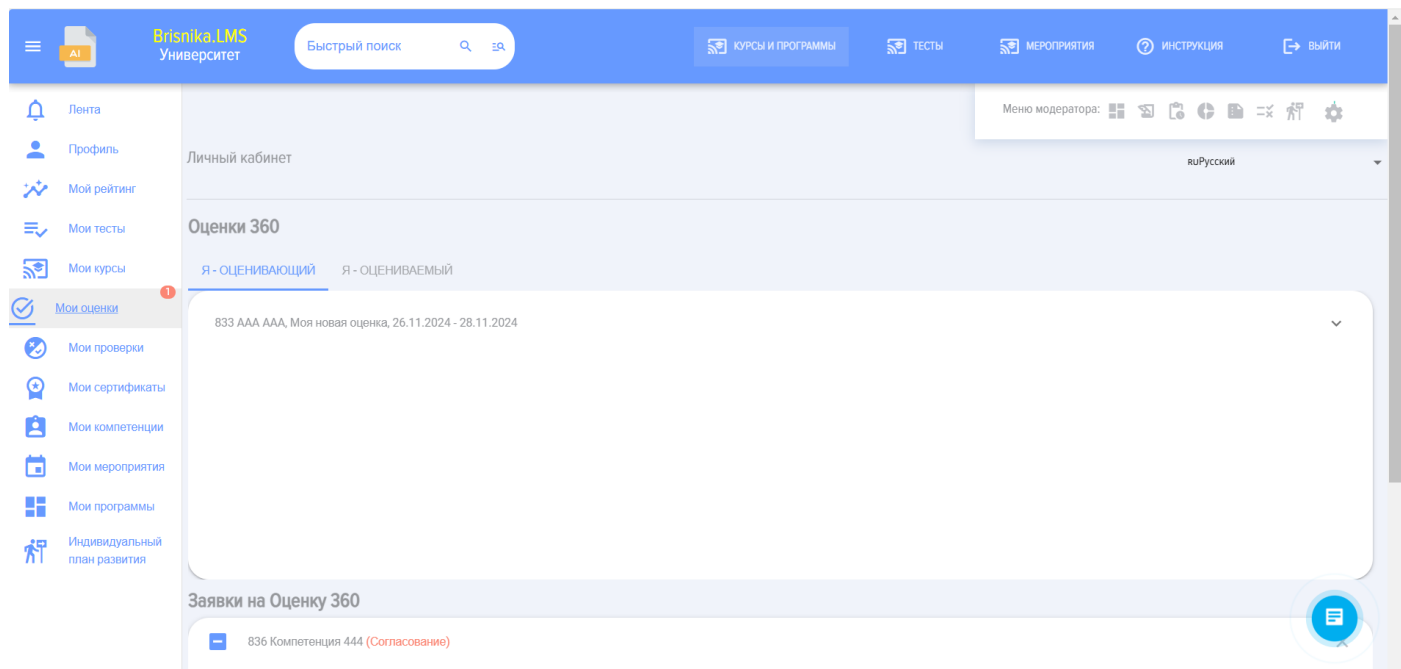 AI
Brisnika.LMS
Университет
Быстрый поиск
КУРСЫ И ПРОГРАММЫ
ТЕСТЫ
МЕРОПРИЯТИЯ
ИНСТРУКЦИЯ
ВЫЙТИ
Меню модератора:
Лента
Профиль
Мой рейтинг
Мои тесты
Мои курсы
Мои оценки
1
Мои проверки
Мои сертификаты
Мои компетенции
Мои мероприятия
Мои программы
Индивидуальный
план развития
Личный кабинет
ruРусский
Оценки 360
Я - ОЦЕНИВАЮЩИЙ
Я - ОЦЕНИВАЕМЫЙ
833 ААА ААА, Моя новая оценка, 26.11.2024 - 28.11.2024
Заявки на Оценку 360
836 Компетенция 444 (Согласование)